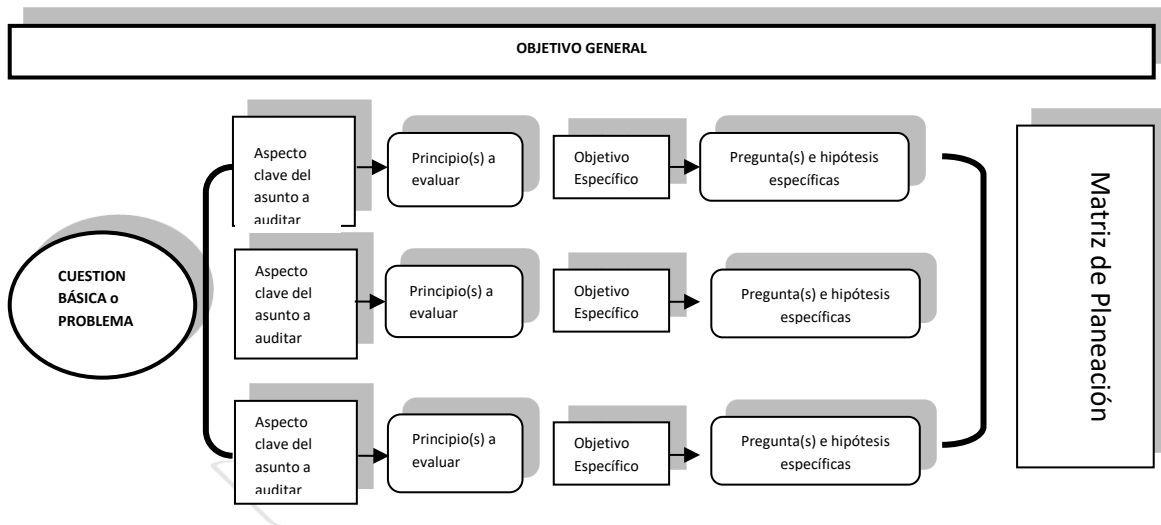 OBJETIVO GENERAL
CUESTION
BÁSICA o
PROBLEMA
Aspecto
clave del
asunto a
auditar
Principio(s) a
evaluar
Objetivo
Específico
Pregunta(s) e hipótesis
específicas
Aspecto
clave del
asunto a
auditar
Principio(s) a
evaluar
Objetivo
Específico
Pregunta(s) e hipótesis
específicas
Aspecto
clave del
asunto a
auditar
Principio(s) a
evaluar
Objetivo
Específico
Pregunta(s) e hipótesis
específicas
Matriz de Planeación